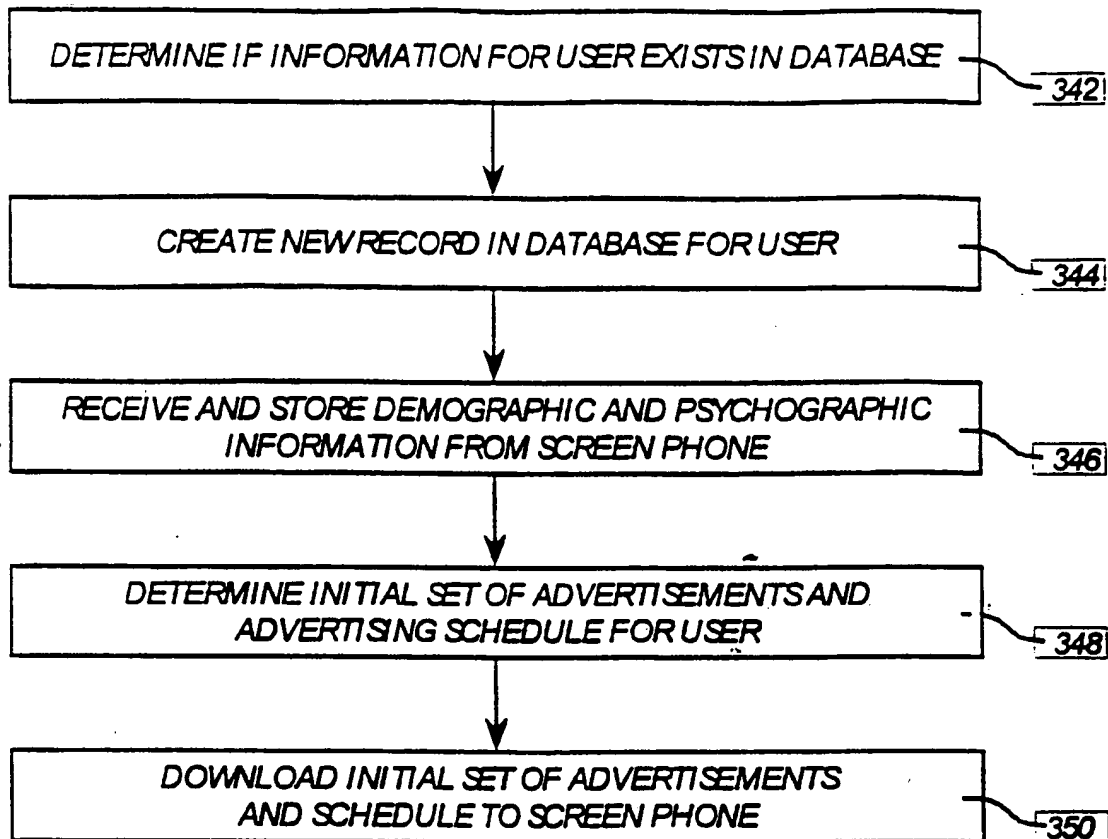 DETERMINE IF INFORMATION FOR USER EXISTS IN DATABASE
342
CREATE NEW RECORD IN DATABASE FOR USER
344
RECEIVE AND STORE DEMOGRAPHIC AND PSYCHOGRAPHIC
INFORMATION FROM SCREEN PHONE
346
DETERMINE INITIAL SET OF ADVERTISEMENTS AND
ADVERTISING SCHEDULE FOR USER
348
DOWNLOAD INITIAL SET OF ADVERTISEMENTS
AND SCHEDULE TO SCREEN PHONE
350